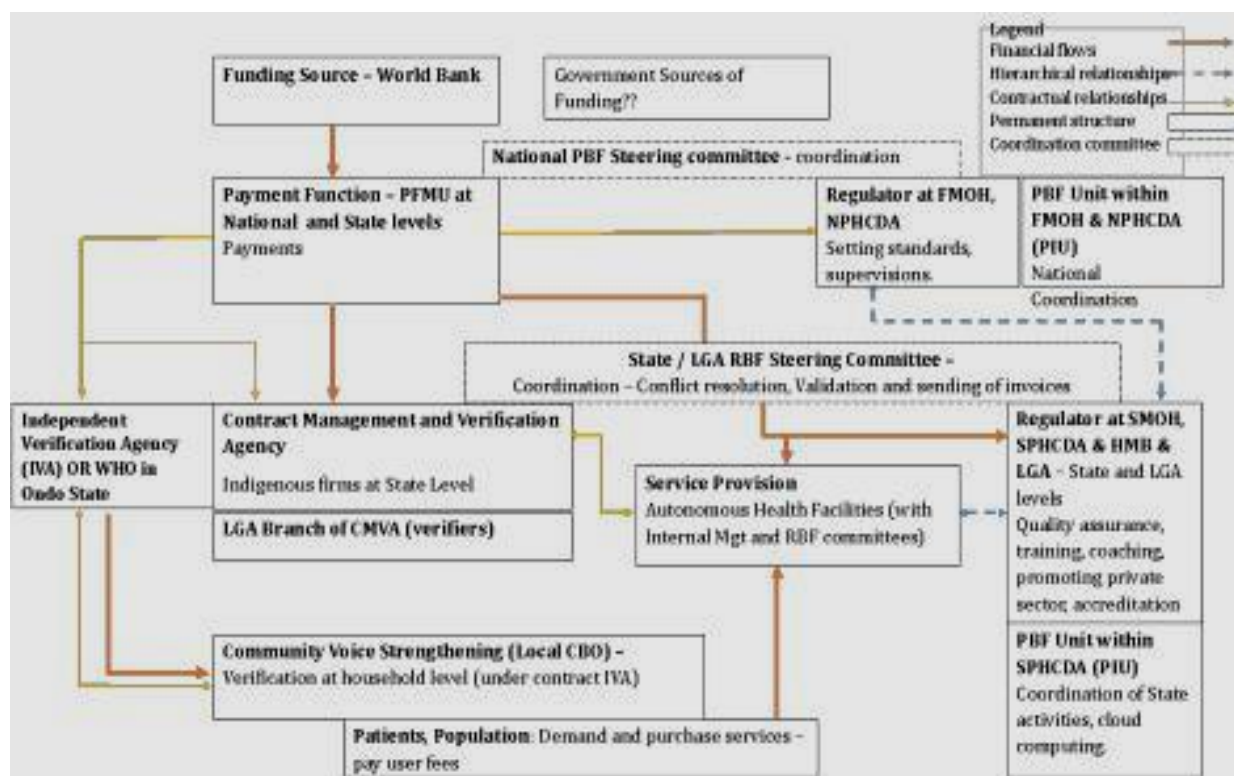 Funding Source – World Bank
Government Sources of
Funding??
Legend
Financial flows
Hierarchical relationships
Contractual relationships
Permanent structure
Coordination committee
National PBF Steering committee - coordination
Payment Function – PFMU at
National and State levels
Payments
Regulator at FMOH,
NPHCDA
Setting standards,
supervisions.
PBF Unit within
FMOH & NPHCDA
(PIU)
National
Coordination
State / LGA RBF Steering Committee –
Coordination – Conflict resolution, Validation and sending of invoices
Independent
Verification Agency
(IVA) OR WHO in
Ondo State
Contract Management and Verification
Agency
Indigenous firms at State Level
LGA Branch of CMVA (verifiers)
Service Provision
Autonomous Health Facilities (with
Internal Mgt and RBF committees)
Regulator at SMOH,
SPHCDA & HMB &
LGA – State and LGA
levels
Quality assurance,
training, coaching,
promoting private
sector, accreditation
PBF Unit within
SPHCDA (PIU)
Coordination of State
activities, cloud
computing.
Community Voice Strengthening (Local CBO) –
Verification at household level (under contract IVA)
Patients, Population: Demand and purchase services –
pay user fees